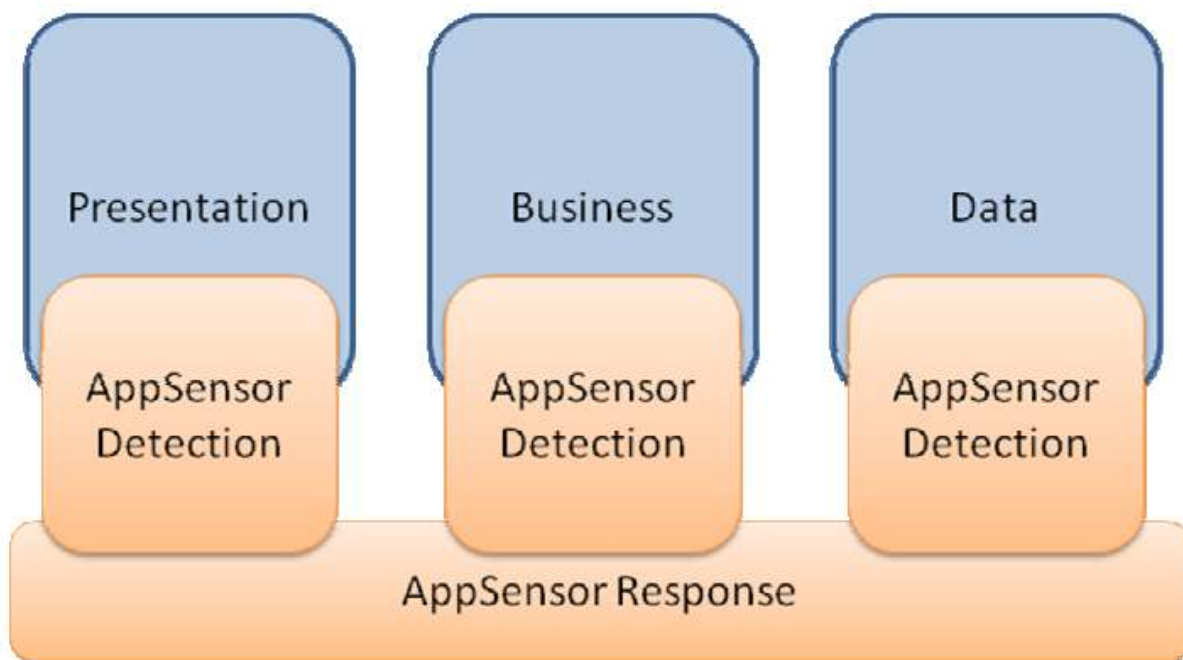 Presentation
Business
Data
AppSensor
Detection
AppSensor
Detection
AppSensor
Detection
AppSensor Response